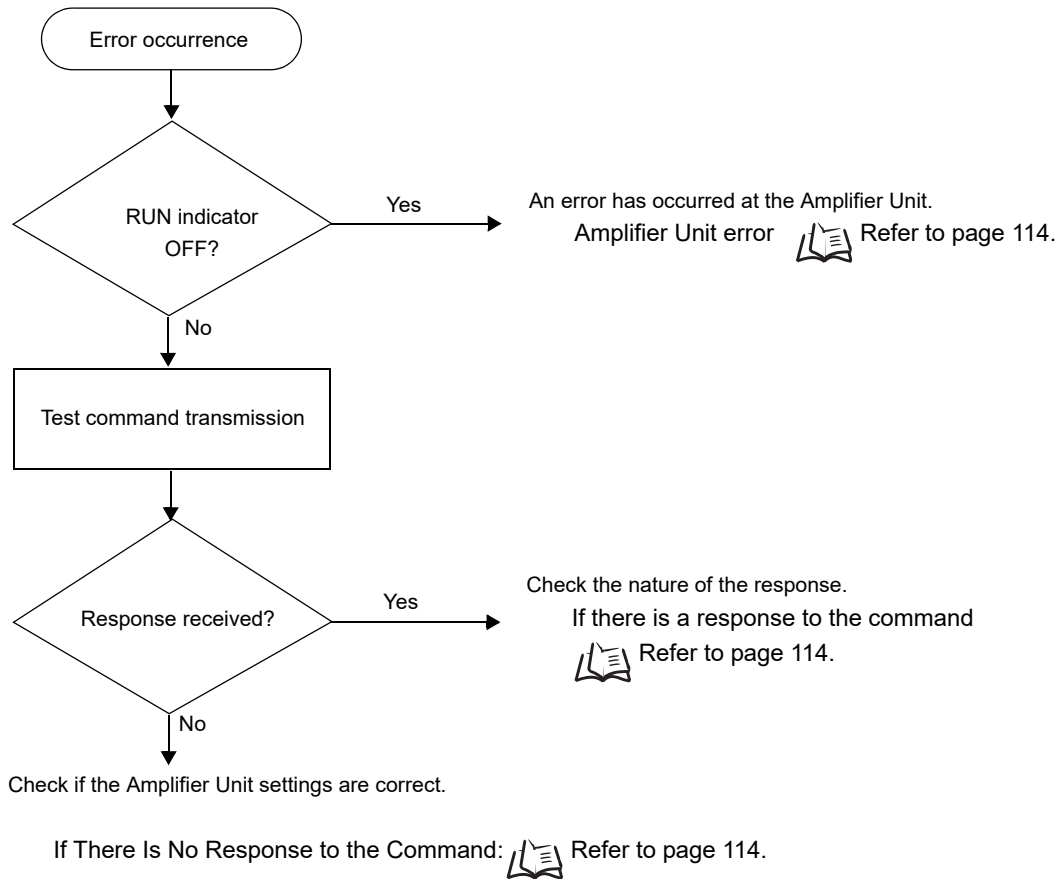 Error occurrence
RUN indicator
OFF?
Yes
An error has occurred at the Amplifier Unit.
Amplifier Unit error Refer to page 114.
No
Test command transmission
Response received?
Yes
Check the nature of the response.
If there is a response to the command
Refer to page 114.
No
Check if the Amplifier Unit settings are correct.
If There Is No Response to the Command: Refer to page 114.